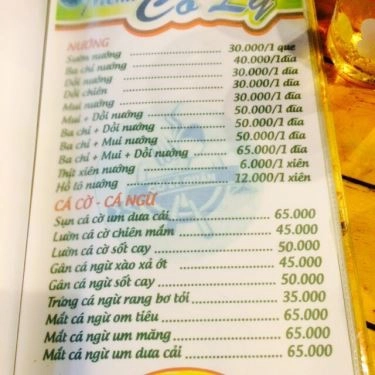 Menu
Cô Lý
NƯỚNG
Sườn nướng 30.000/1 que
Ba chỉ nướng 40.000/1 đĩa
Dồi nướng 30.000/1 đĩa
Dồi chiên 30.000/1 đĩa
Mui nướng 30.000/1 đĩa
Mui + Dồi nướng 50.000/1 đĩa
Ba chỉ + Dồi nướng 50.000/1 đĩa
Ba chỉ + Mui nướng 50.000/1 đĩa
Ba chỉ + Mui + Dồi nướng 65.000/1 đĩa
Thịt xiên nướng 6.000/1 xiên
Hồ lô nướng 12.000/1 xiên
CÁ CỜ - CÁ NGỪ
Sụn cá cờ um dưa cải 65.000
Lườn cá cờ chiên mắm 45.000
Lườn cá cờ sốt cay 50.000
Gân cá ngừ xào xả ớt 45.000
Gân cá ngừ sốt cay 50.000
Trứng cá ngừ rang bơ tỏi 35.000
Mắt cá ngừ om tiêu 65.000
Mắt cá ngừ um măng 65.000
Mắt cá ngừ um dưa cải 65.000